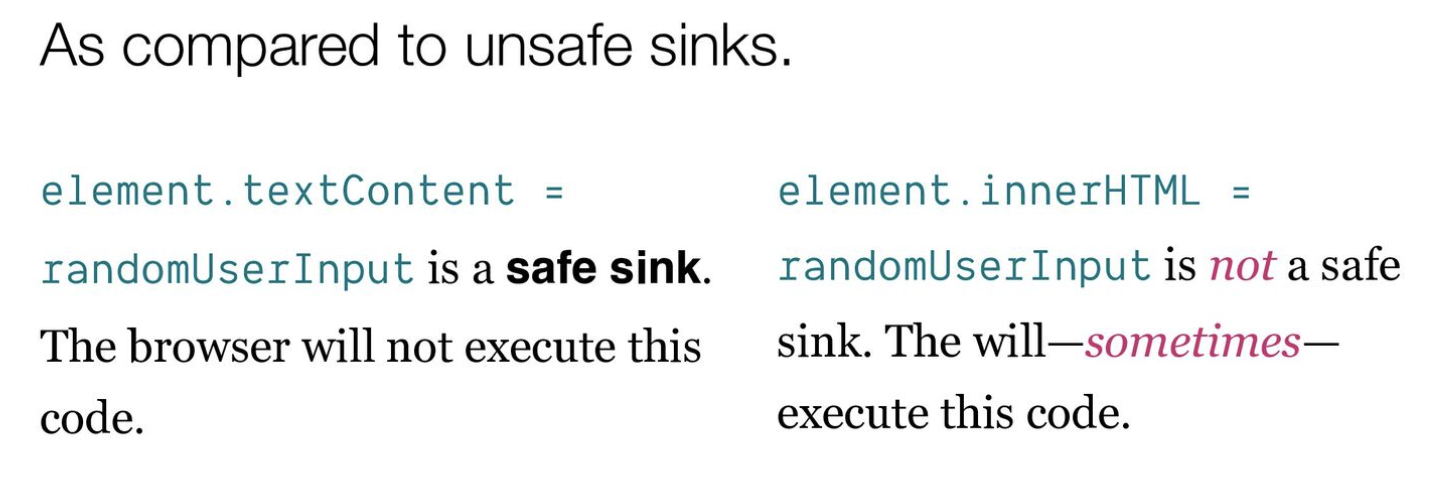 As compared to unsafe sinks.
element.textContent =
randomUserInput is a safe sink.
The browser will not execute this
code.
element.innerHTML =
randomUserInput is not a safe
sink. The will—sometimes—
execute this code.